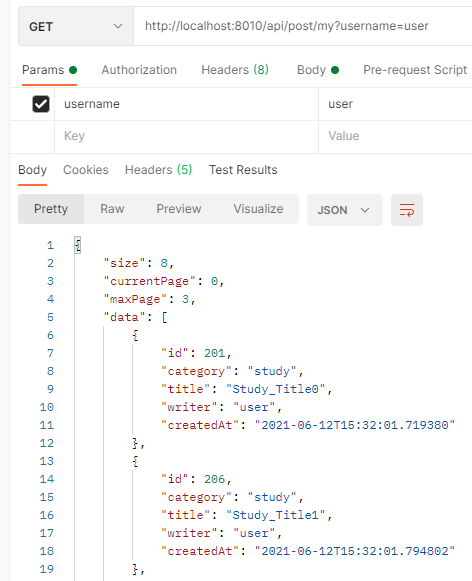 GET http://localhost:8010/api/post/my?username=user
Params Authorization Headers (8) Body Pre-request Script
username user
Key Value
Body Cookies Headers (5) Test Results
Pretty Raw Preview Visualize JSON
1 {
2 "size": 8,
3 "currentPage": 0,
4 "maxPage": 3,
5 "data": [
6 {
7 "id": 201,
8 "category": "study",
9 "title": "Study_Title0",
10 "writer": "user",
11 "createdAt": "2021-06-12T15:32:01.719380"
12 },
13 {
14 "id": 206,
15 "category": "study",
16 "title": "Study_Title1",
17 "writer": "user",
18 "createdAt": "2021-06-12T15:32:01.794802"
19 },